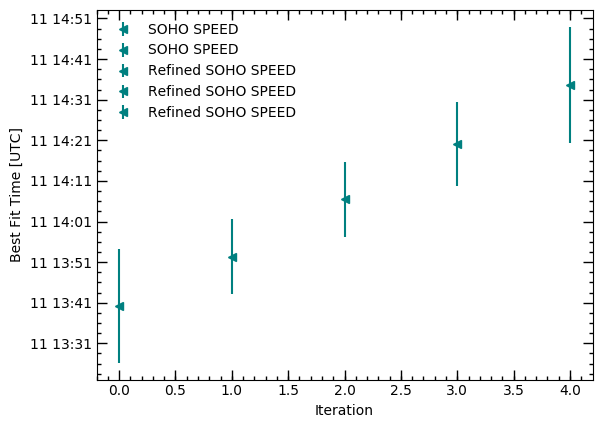 11 14:51
11 14:41
11 14:31
11 14:21
11 14:11
11 14:01
11 13:51
11 13:41
11 13:31
Best Fit Time [UTC]
SOHO SPEED
SOHO SPEED
Refined SOHO SPEED
Refined SOHO SPEED
Refined SOHO SPEED
0.0 0.5 1.0 1.5 2.0 2.5 3.0 3.5 4.0
Iteration